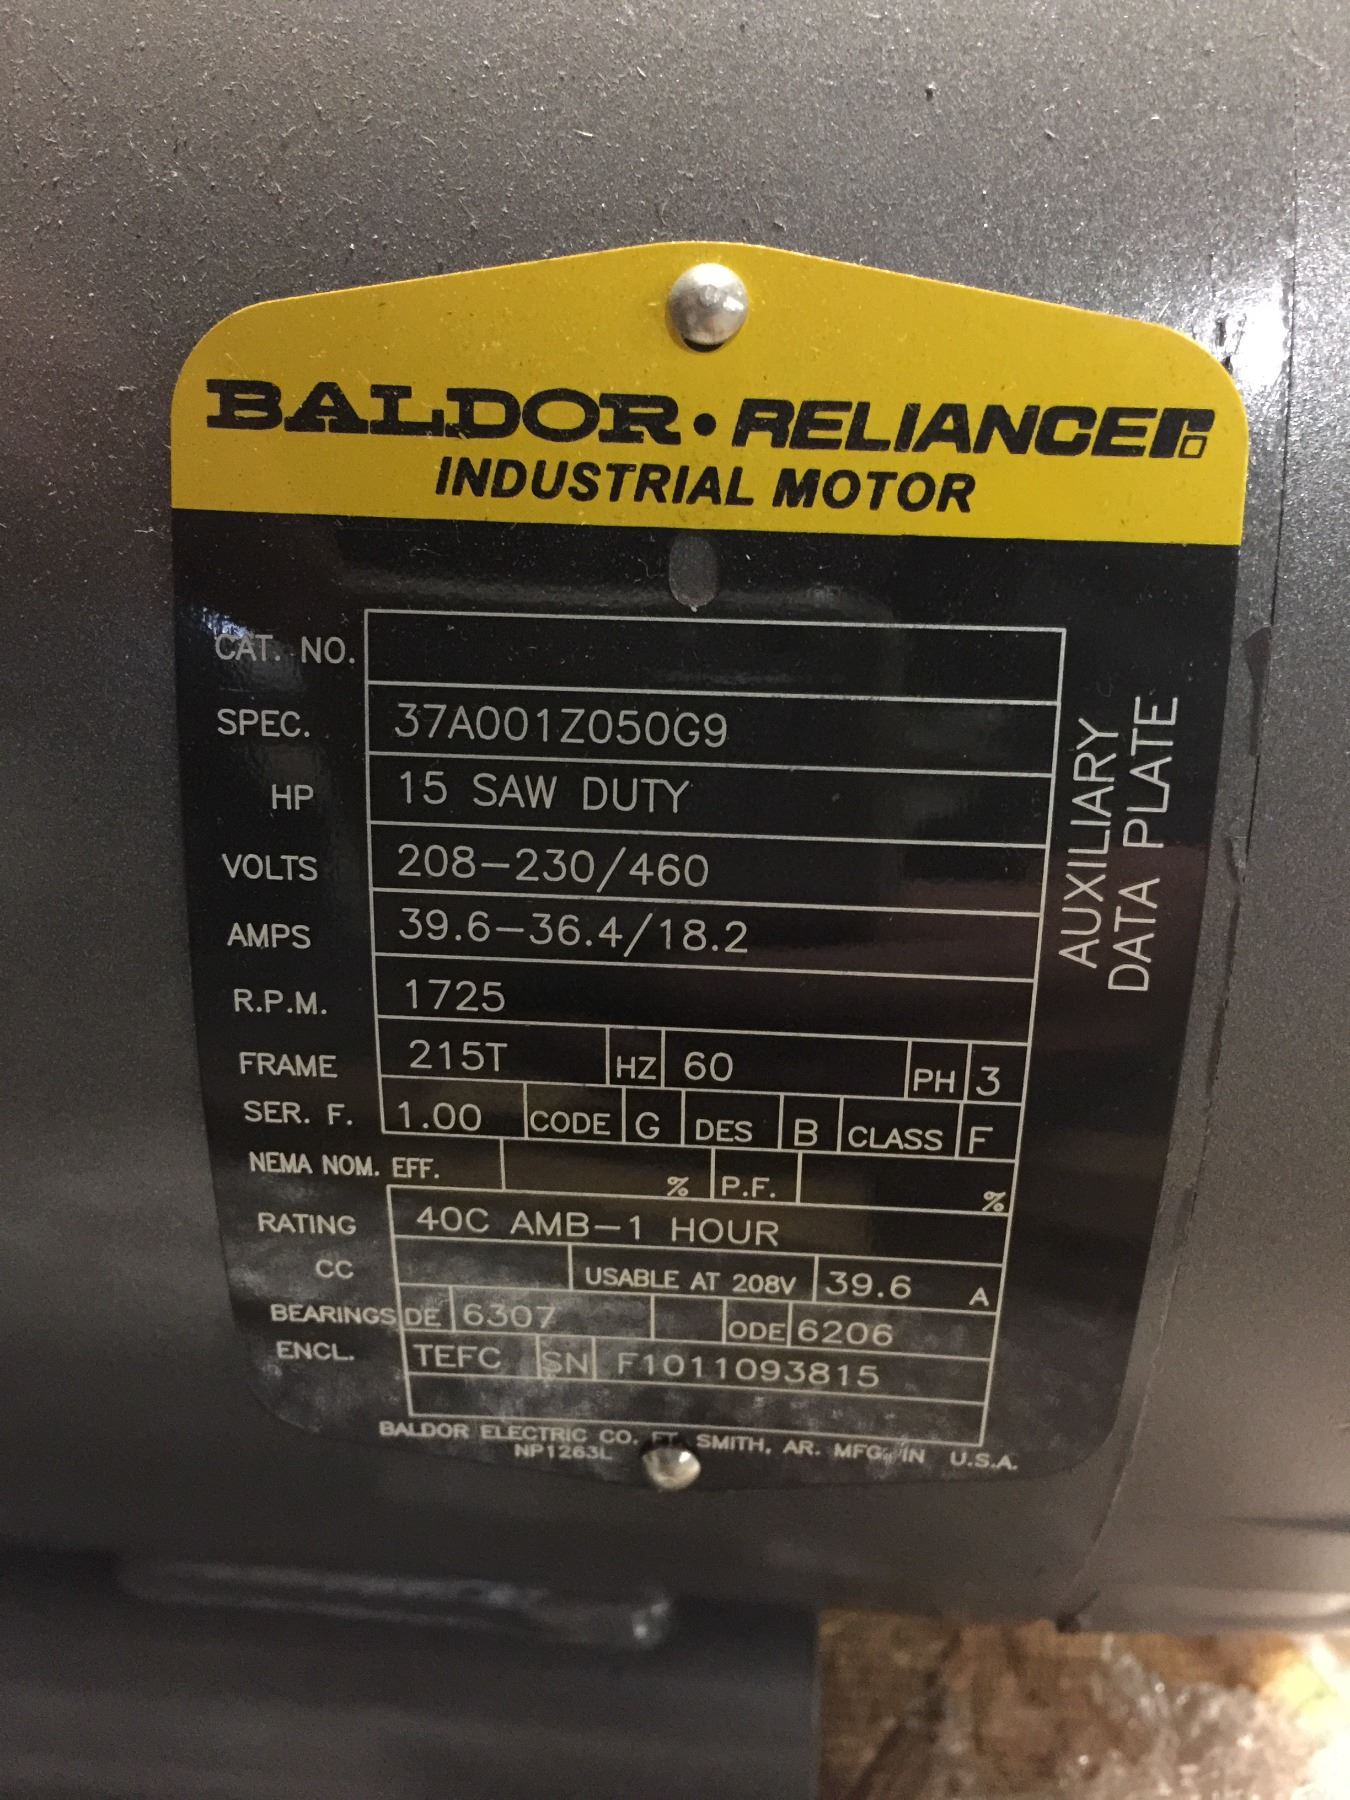 BALDOR • RELIANCER
INDUSTRIAL MOTOR
CAT. NO.
SPEC. 37A001Z050G9
HP 15 SAW DUTY
VOLTS 208-230/460
AMPS 39.6-36.4/18.2
R.P.M. 1725
FRAME 215T HZ 60 PH 3
SER. F. 1.00 CODE G DES B CLASS F
NEMA NOM. EFF. % P.F. %
RATING 40C AMB-1 HOUR
CC USABLE AT 208V 39.6 A
BEARINGS DE 6307 ODE 6206
ENCL. TEFC SN F1011093815
BALDOR ELECTRIC CO. FT. SMITH, AR. MFG. IN U.S.A.
NP1263L
AUXILIARY
DATA PLATE